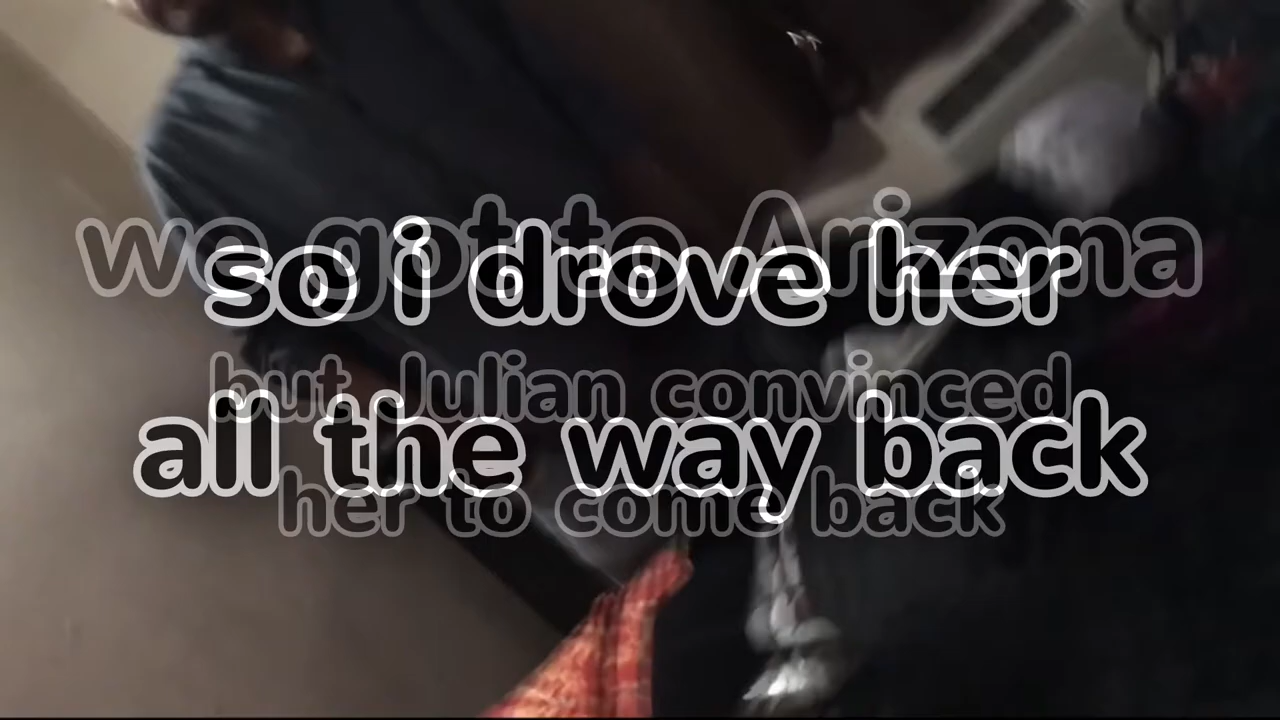 we got to Arizona
but Julian convinced
her to come back
so i drove her
all the way back